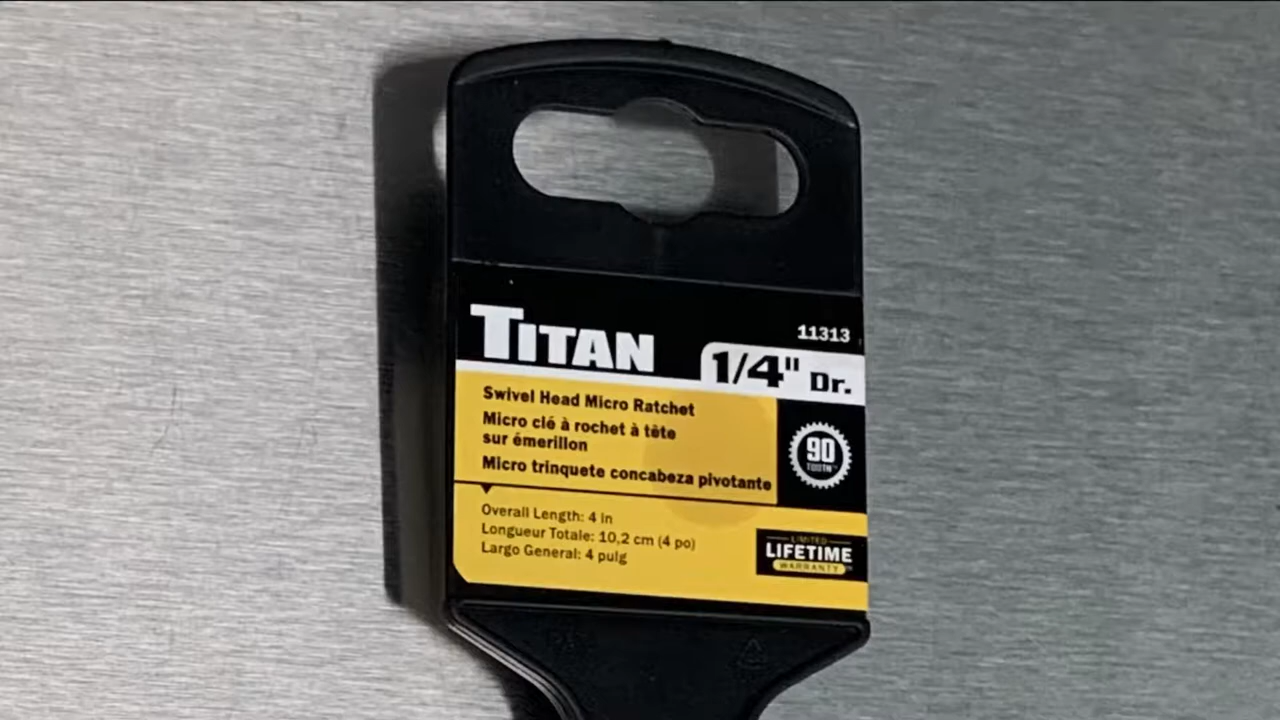 TITAN
11313
1/4" Dr.
Swivel Head Micro Ratchet
Micro clé à rochet à tête
sur émerillon
Micro trinquete concabeza pivotante
90
TOOTH™
Overall Length: 4 in
Longueur Totale: 10,2 cm (4 po)
Largo General: 4 pulg
LIMITED
LIFETIME
WARRANTY